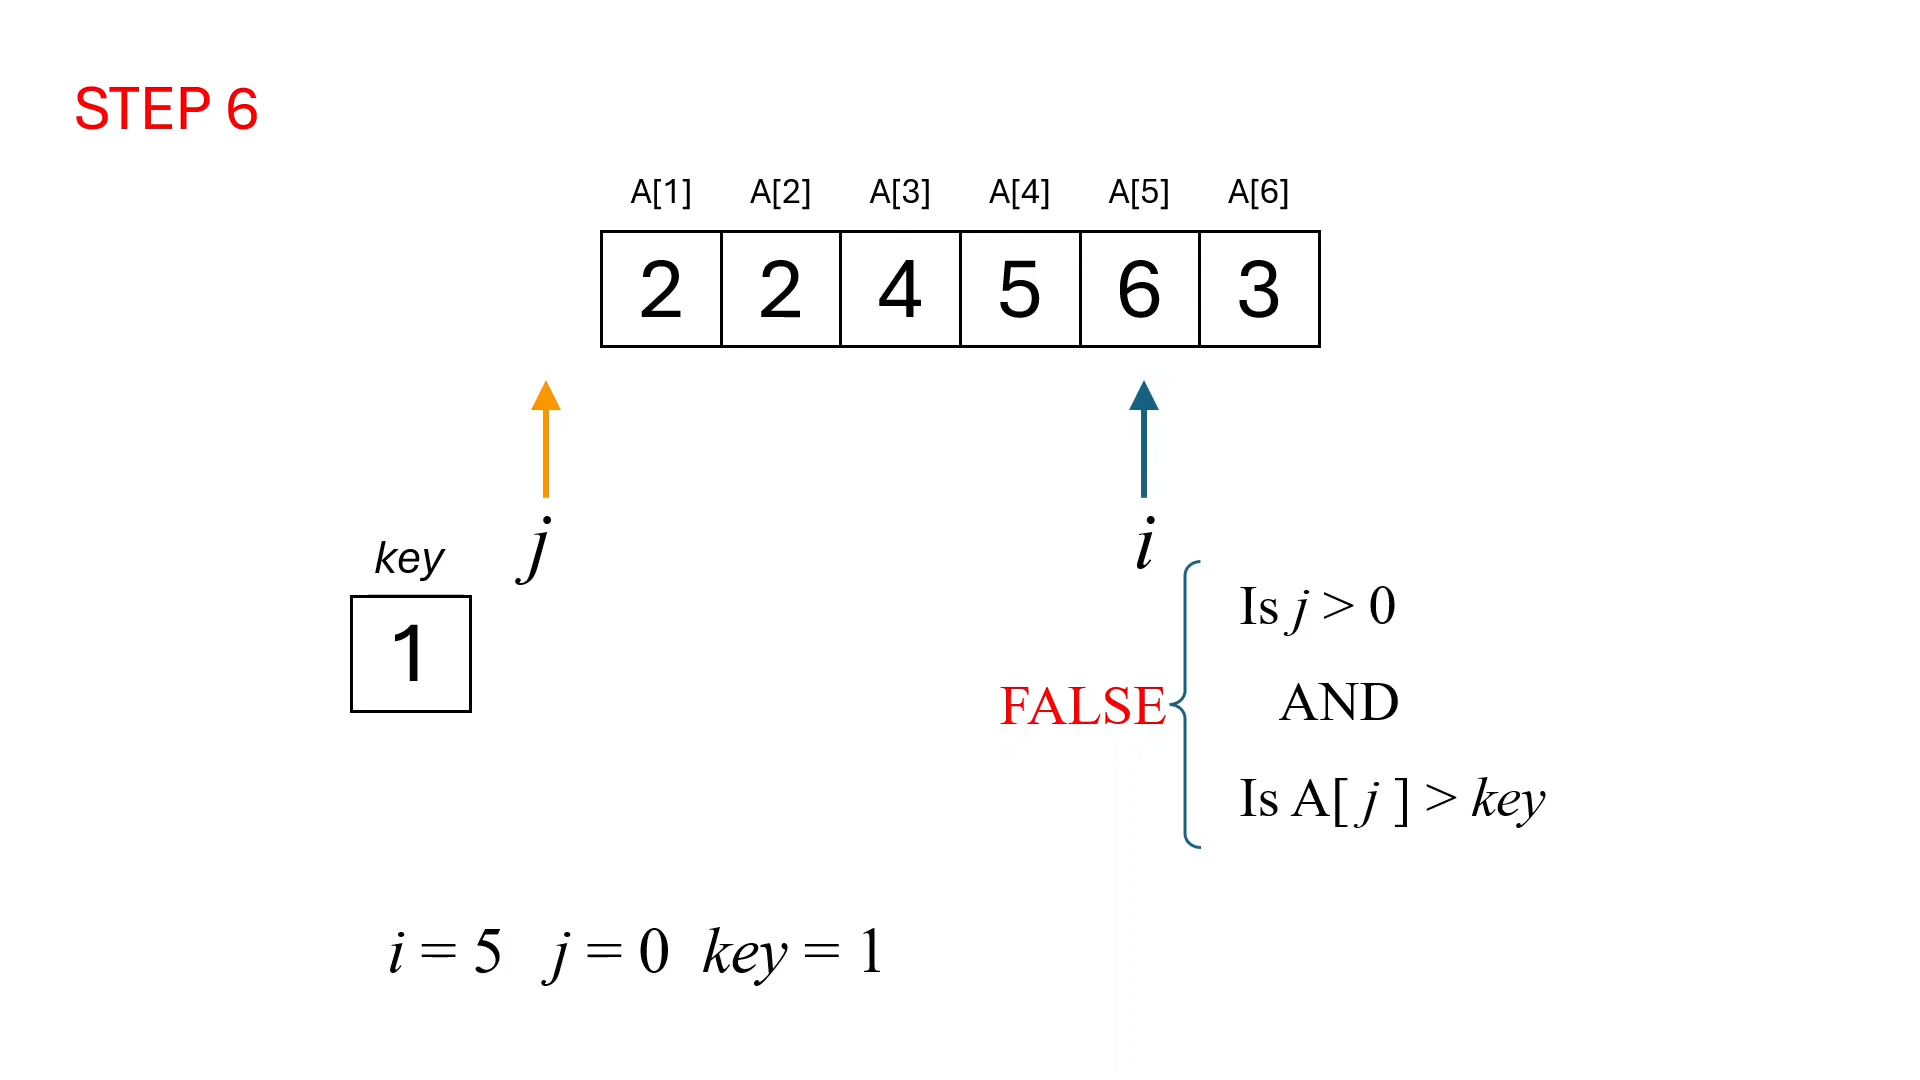 STEP 6
A[1] A[2] A[3] A[4] A[5] A[6]
2 2 4 5 6 3
j i
key
1
Is j > 0
AND
FALSE
Is A[ j ] > key
i = 5 j = 0 key = 1